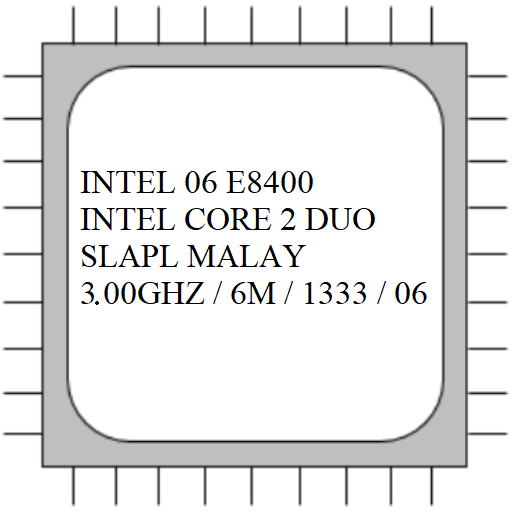 INTEL 06 E8400
INTEL CORE 2 DUO
SLAPL MALAY
3.00GHZ / 6M / 1333 / 06